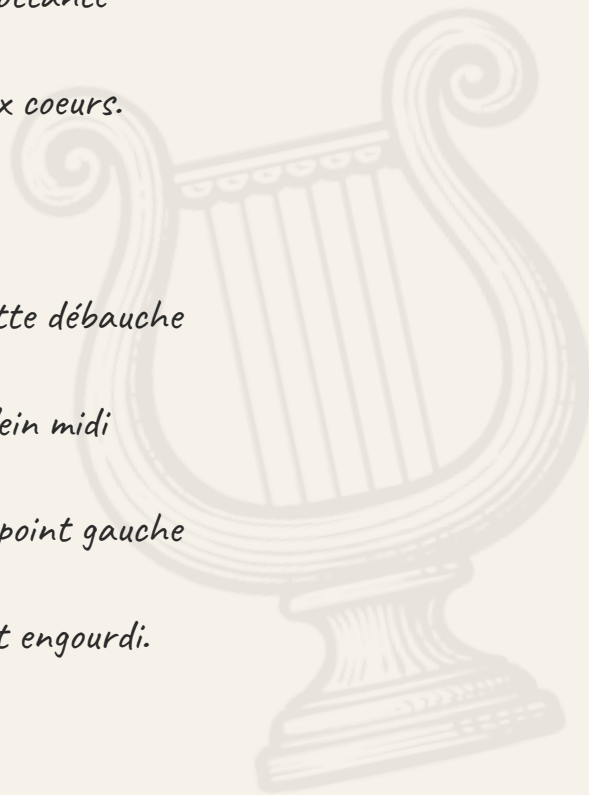 x coeurs.
tte débauche
ein midi
point gauche
t engourdi.